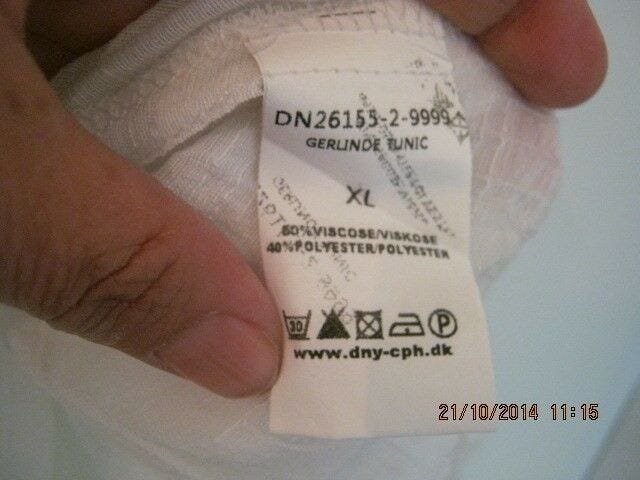 DN26155-2-9999
GERLINDE TUNIC
XL
60%VISCOSE/VISKOSE
40%POLYESTER/POLYESTER
30 P
www.dny-cph.dk
21/10/2014 11:15